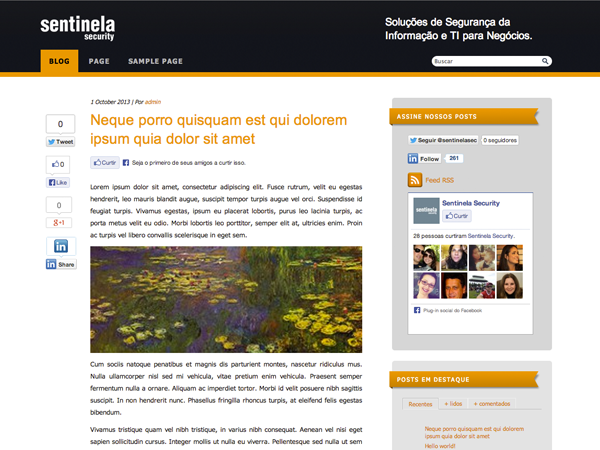 sentinela
security
Soluções de Segurança da
Informação e TI para Negócios.
BLOG
PAGE
SAMPLE PAGE
Buscar
0
Tweet
0
Like
0
+1
Share
1 October 2013 | Por admin
Neque porro quisquam est qui dolorem
ipsum quia dolor sit amet
Curtir
Seja o primeiro de seus amigos a curtir isso.
Lorem ipsum dolor sit amet, consectetur adipiscing elit. Fusce rutrum, velit eu egestas
hendrerit, leo mauris blandit augue, suscipit tempor turpis augue vel orci. Suspendisse id
feugiat turpis. Vivamus egestas, ipsum eu placerat lobortis, purus leo lacinia turpis, ac
porta metus velit eu odio. Morbi lobortis leo porttitor, semper elit at, ultricies enim. Proin
ac turpis vel libero convallis scelerisque in eget sem.
Cum sociis natoque penatibus et magnis dis parturient montes, nascetur ridiculus mus.
Nulla ullamcorper nisl sed mi vehicula, vitae pretium enim vehicula. Praesent semper
fermentum nulla a ornare. Aliquam ac imperdiet tortor. Morbi id velit posuere nibh sagittis
suscipit. In non hendrerit nunc. Phasellus fringilla rhoncus turpis, at eleifend felis egestas
bibendum.
Vivamus tristique quam vel nibh tristique, in varius nibh consequat. Aenean vel nisi eget
sapien sollicitudin cursus. Integer mollis ut nulla eu viverra. Pellentesque sed nulla ut sem
ASSINE NOSSOS POSTS
Seguir @sentinelasec
0 seguidores
in Follow
261
Feed RSS
sentinela
Sentinela Security
Curtir
26 pessoas curtiram Sentinela Security.
Plug-in social do Facebook
POSTS EM DESTAQUE
Recentes
+ lidos
+ comentados
Neque porro quisquam est qui dolorem
ipsum quia dolor sit amet
Hello world!